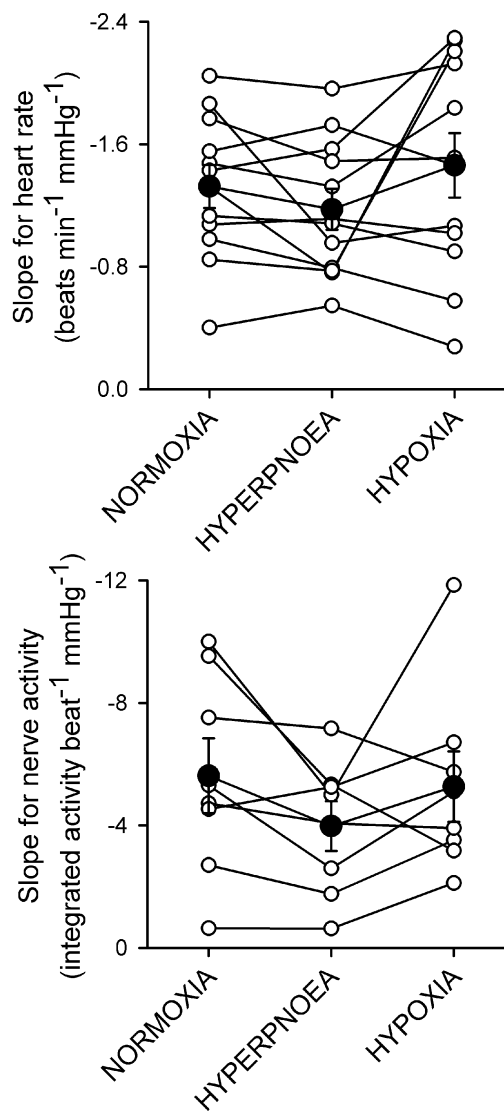 Slope for heart rate
(beats min⁻¹ mmHg⁻¹)
-2.4
-1.6
-0.8
0.0
NORMOXIA
HYPERPNOEA
HYPOXIA
Slope for nerve activity
(integrated activity beat⁻¹ mmHg⁻¹)
-12
-8
-4
0
NORMOXIA
HYPERPNOEA
HYPOXIA